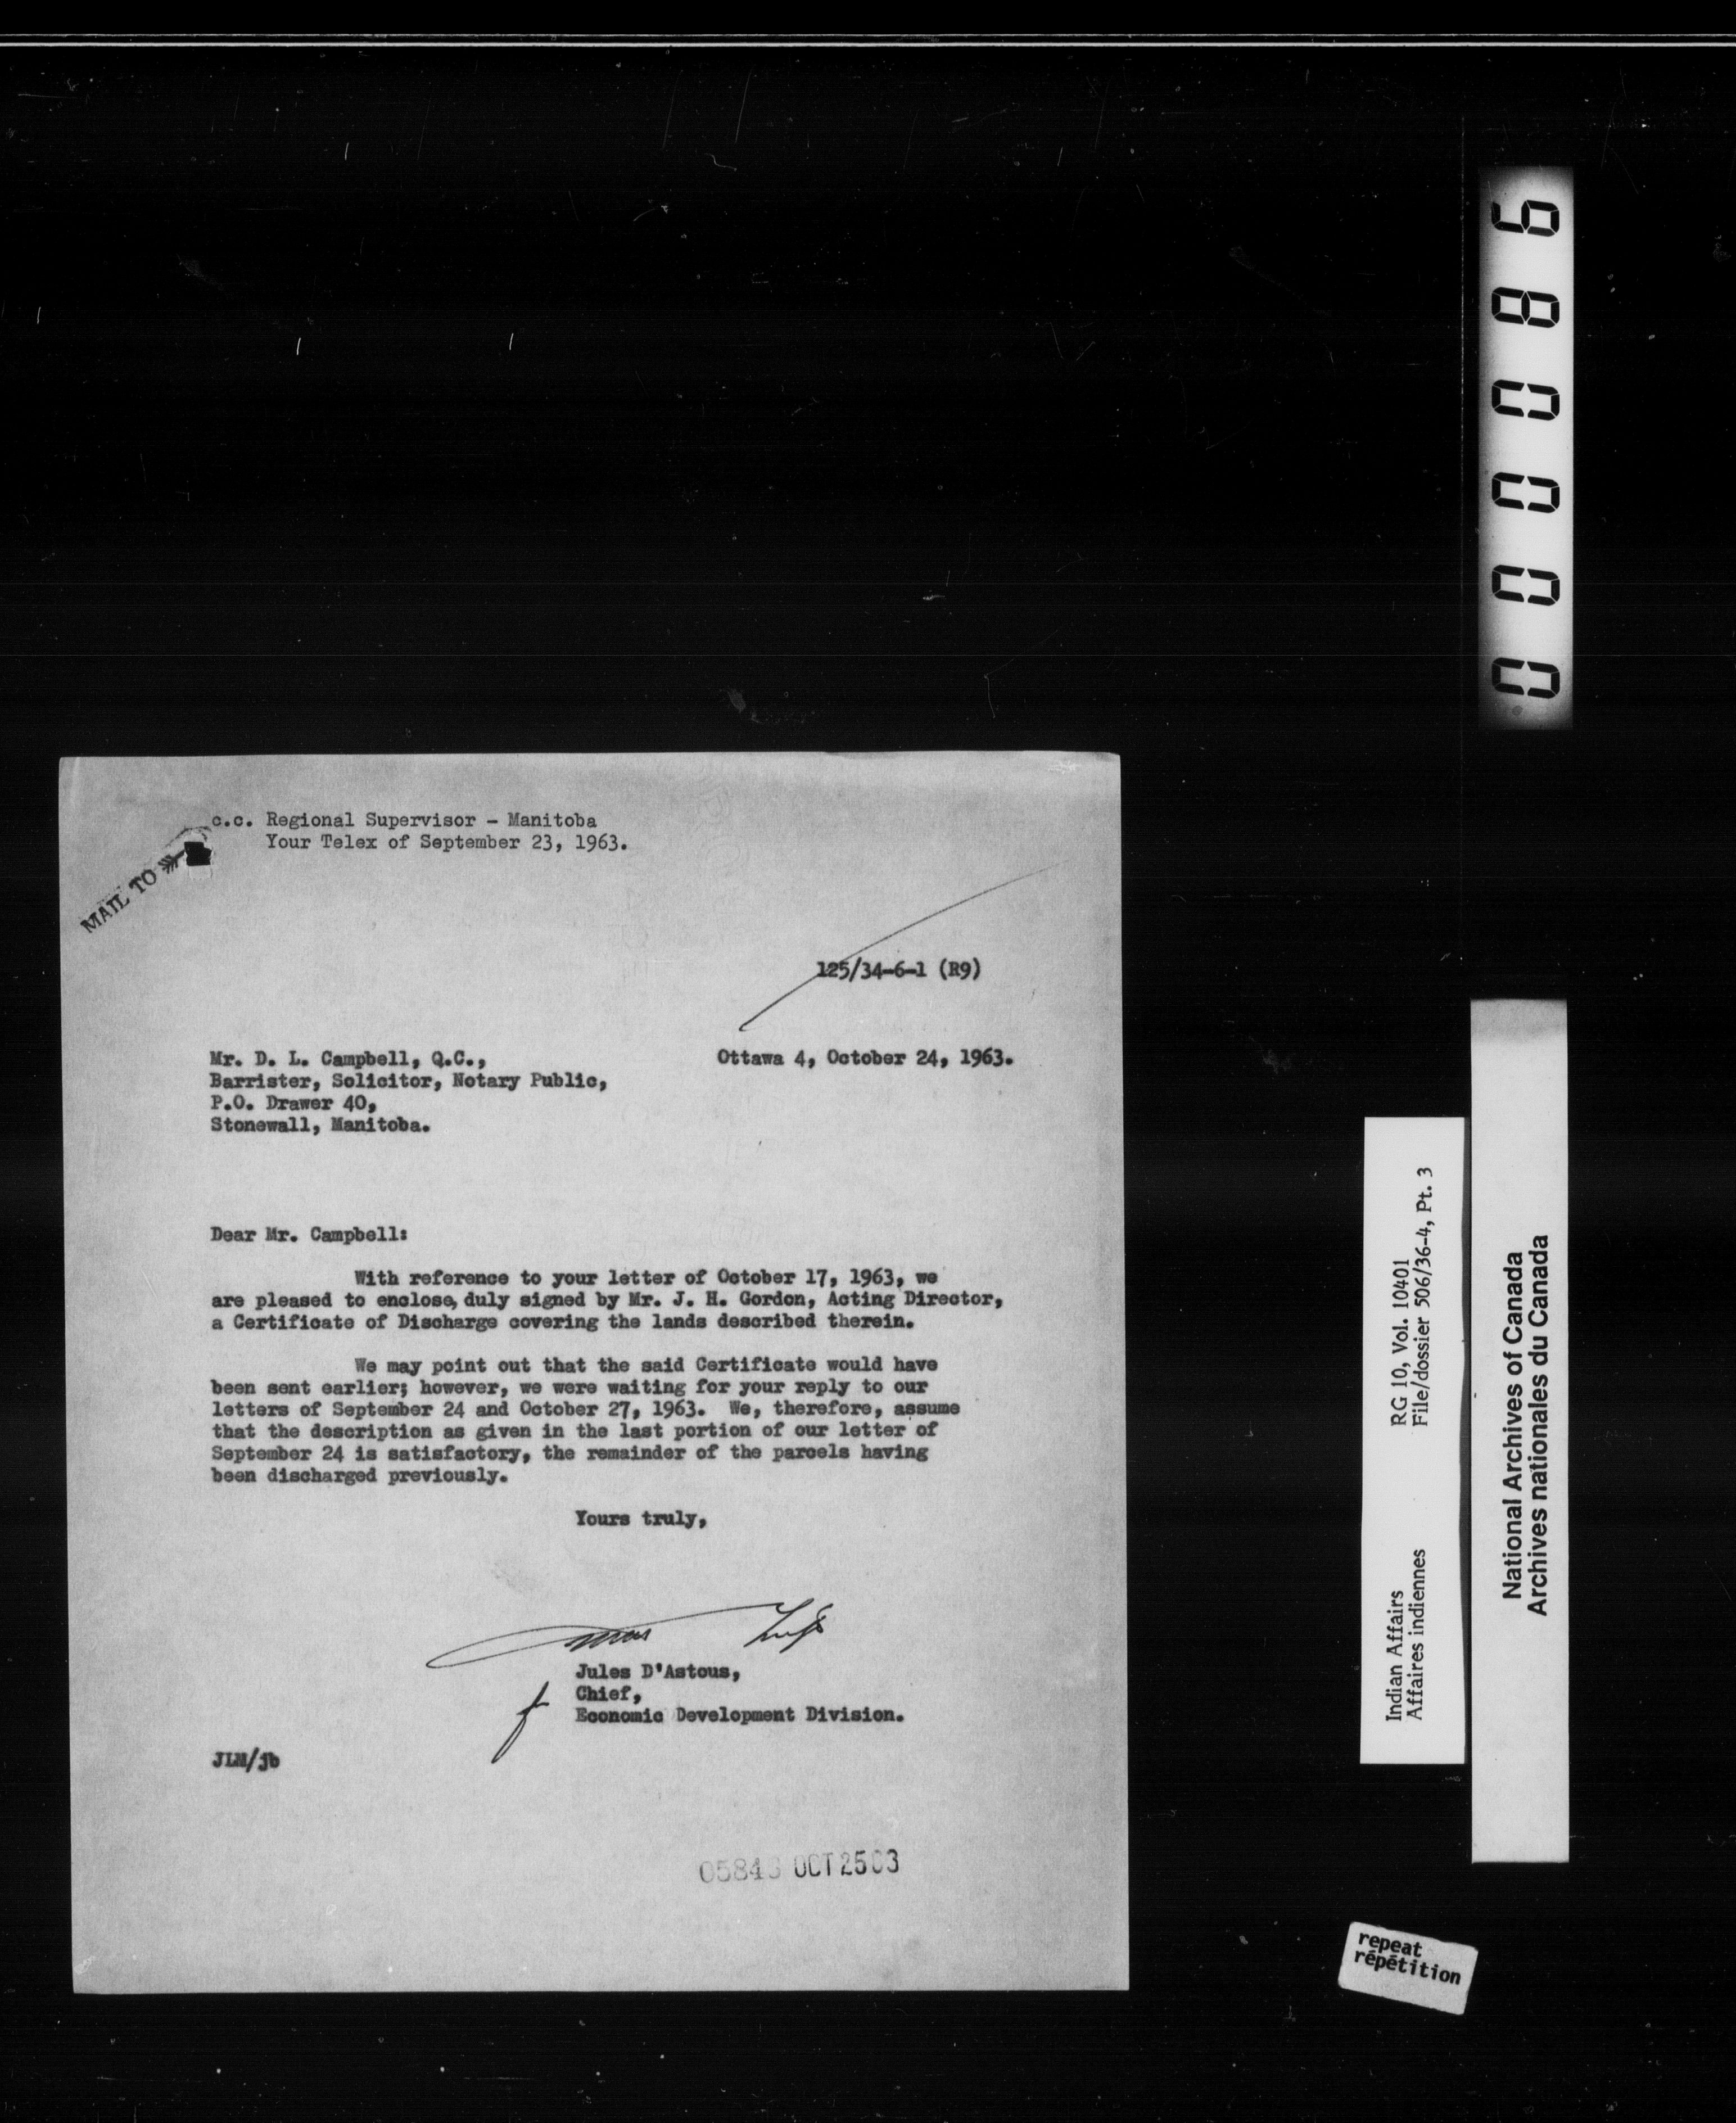 c.c. Regional Supervisor - Manitoba
Your Telex of September 23, 1963.
MAIL TO
125/34-6-1 (R9)
Mr. D. L. Campbell, Q.C.,
Barrister, Solicitor, Notary Public,
P.O. Drawer 40,
Stonewall, Manitoba.
Ottawa 4, October 24, 1963.
Dear Mr. Campbell:
With reference to your letter of October 17, 1963, we
are pleased to enclose, duly signed by Mr. J. H. Gordon, Acting Director,
a Certificate of Discharge covering the lands described therein.
We may point out that the said Certificate would have
been sent earlier; however, we were waiting for your reply to our
letters of September 24 and October 27, 1963. We, therefore, assume
that the description as given in the last portion of our letter of
September 24 is satisfactory, the remainder of the parcels having
been discharged previously.
Yours truly,
Jules D'Astous,
Chief,
Economic Development Division.
JLM/jb
OCT 25
000086
Indian Affairs RG 10, Vol. 10401
Affaires indiennes File/dossier 506/36-4, Pt. 3
National Archives of Canada
Archives nationales du Canada
repeat
répétition